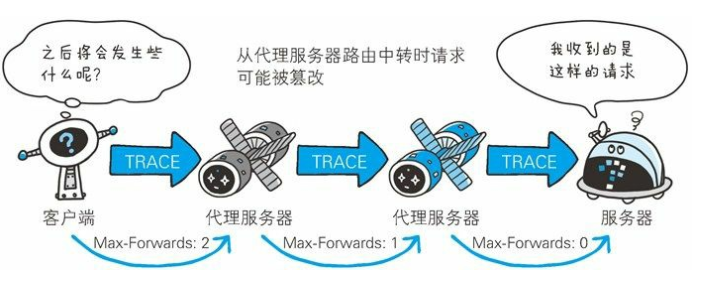 之后将会发生些
什么呢?
从代理服务器路由中转时请求
可能被篡改
我收到的是
这样的请求
?
TRACE
TRACE
TRACE
客户端
代理服务器
代理服务器
服务器
Max-Forwards: 2
Max-Forwards: 1
Max-Forwards: 0